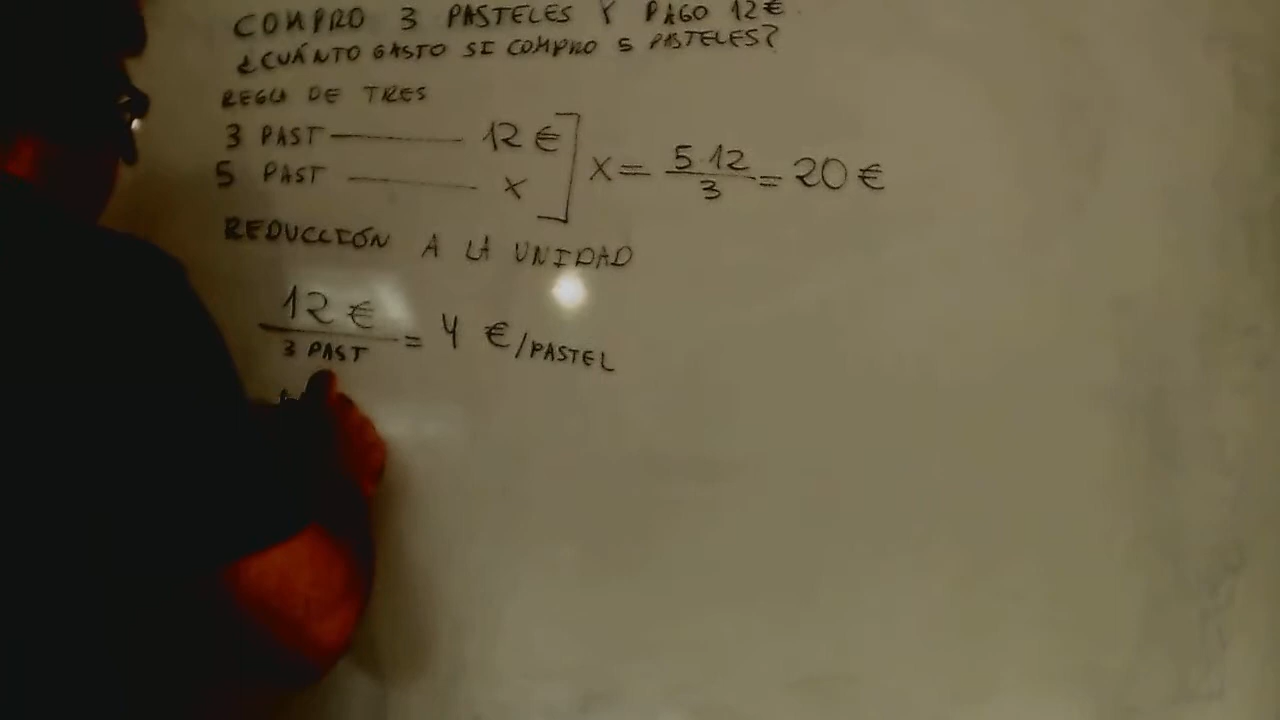 COMPRO 3 PASTELES Y PAGO 12€
¿CUÁNTO GASTO SI COMPRO 5 PASTELES?
REGLA DE TRES
3 PAST ——— 12 €
5 PAST ——— X ] X = 5·12/3 = 20 €
REDUCCIÓN A LA UNIDAD
12 €/3 PAST = 4 €/PASTEL